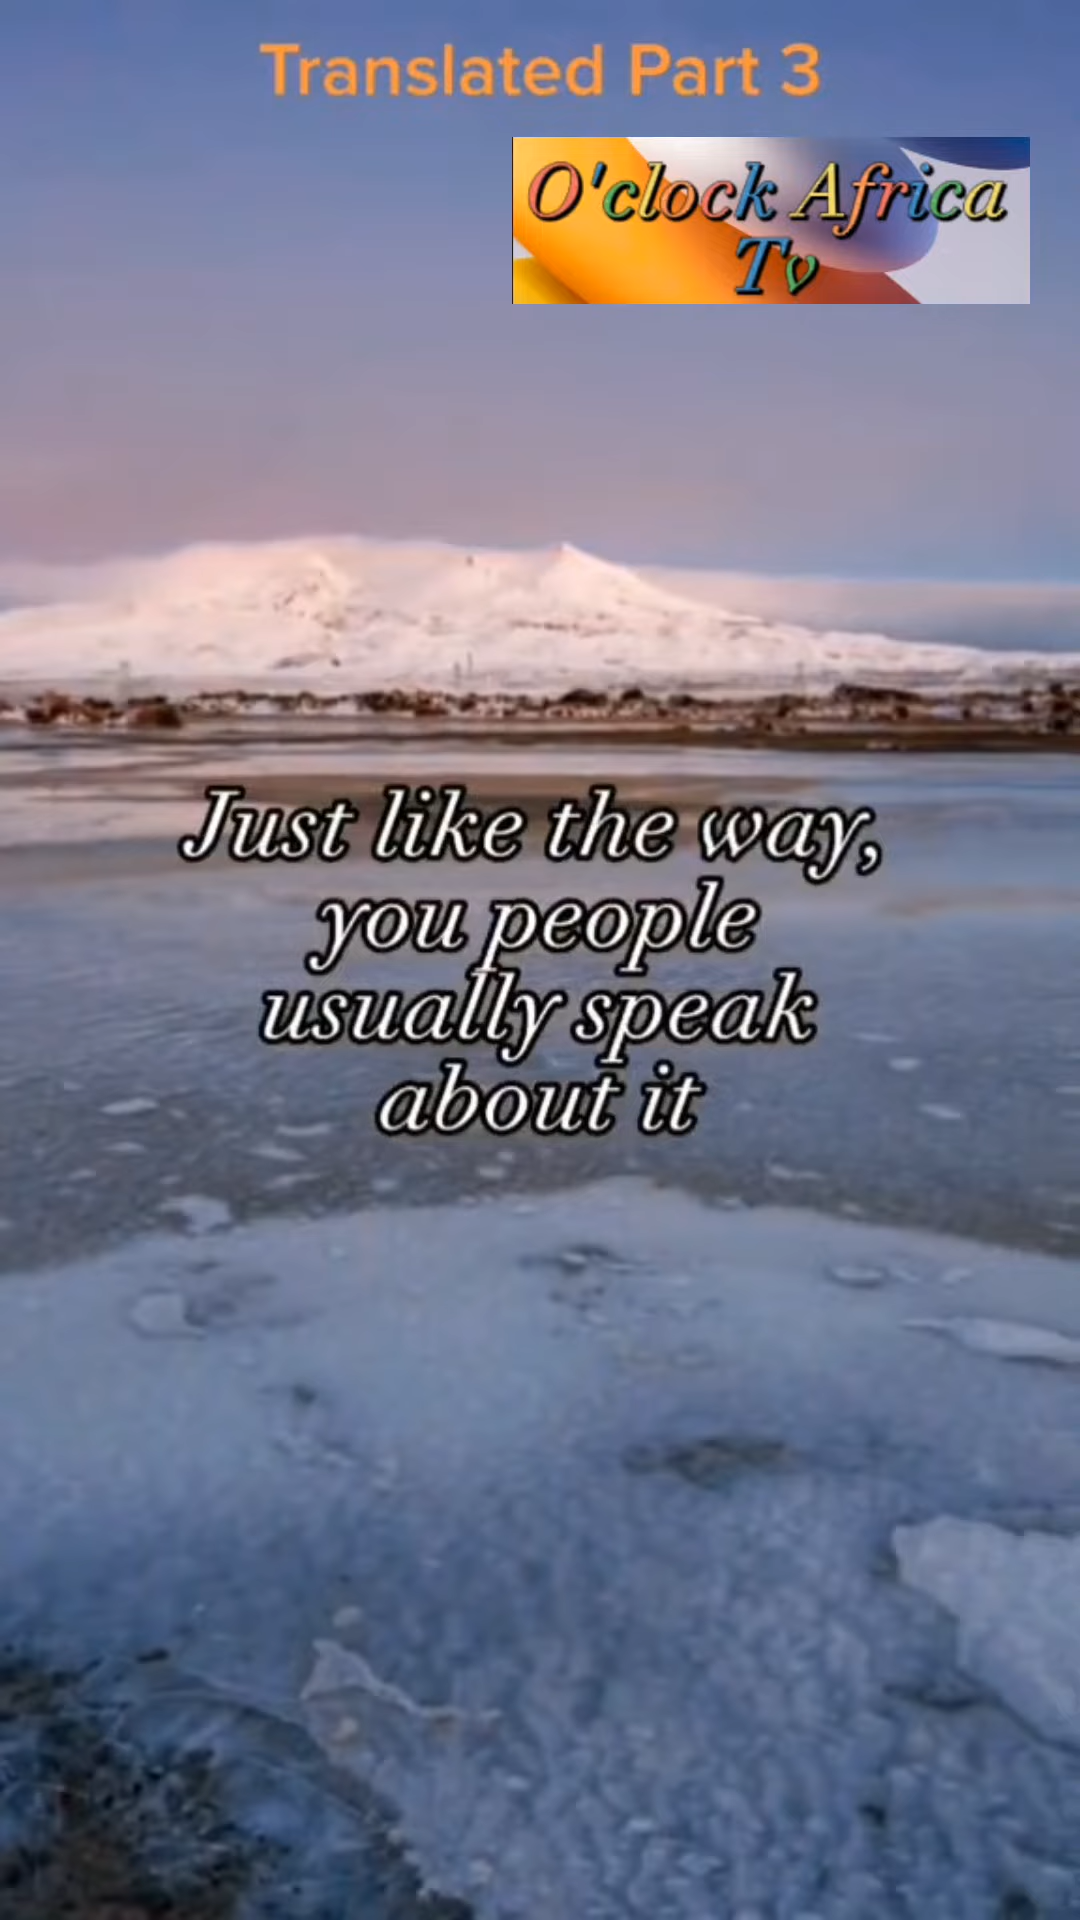 Translated Part 3
O'clock Africa
Tv
Just like the way,
you people
usually speak
about it